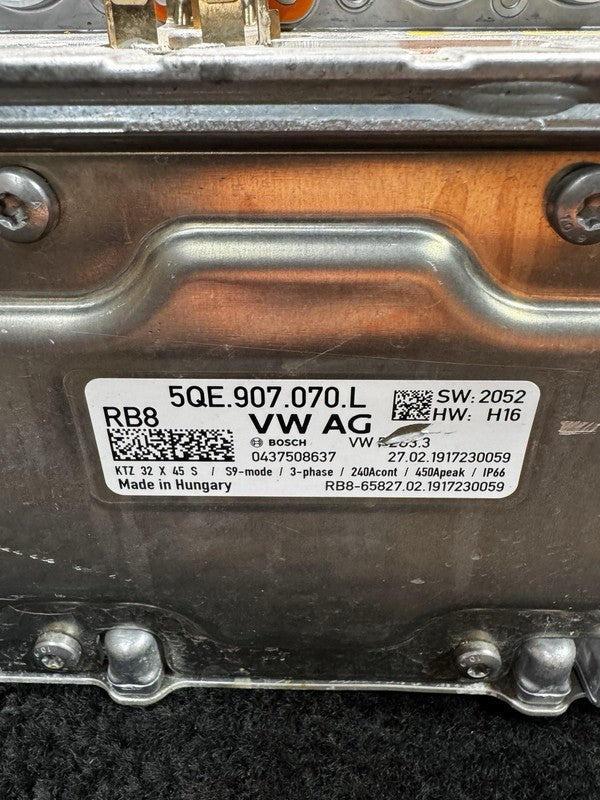 5QE.907.070.L
SW: 2052
RB8
VW AG
HW: H16
BOSCH
VW
0437508637
27.02.1917230059
KTZ 32 X 45 S / S9-mode / 3-phase / 240Acont / 450Apeak / IP66
Made in Hungary
RB8-65827.02.1917230059